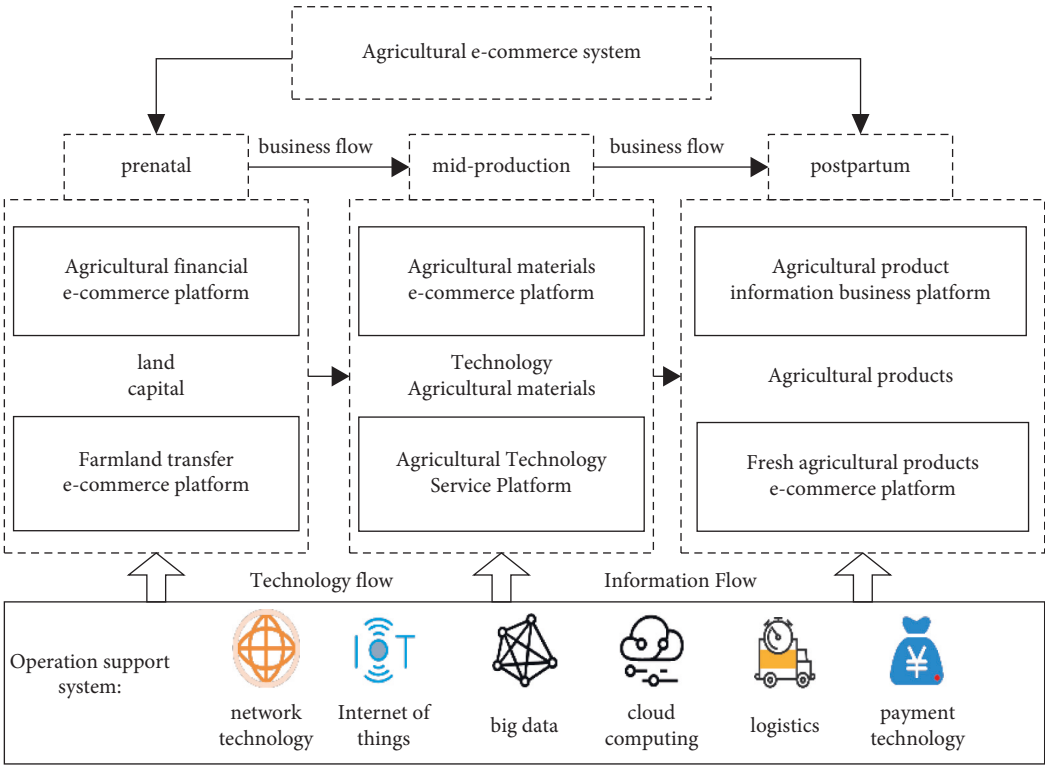 Agricultural e-commerce system
prenatal
business flow
mid-production
business flow
postpartum
Agricultural financial
e-commerce platform
land
capital
Farmland transfer
e-commerce platform
Agricultural materials
e-commerce platform
Technology
Agricultural materials
Agricultural Technology
Service Platform
Agricultural product
information business platform
Agricultural products
Fresh agricultural products
e-commerce platform
Technology flow
Information Flow
Operation support
system:
network
technology
I T
Internet of
things
big data
cloud
computing
logistics
¥
payment
technology